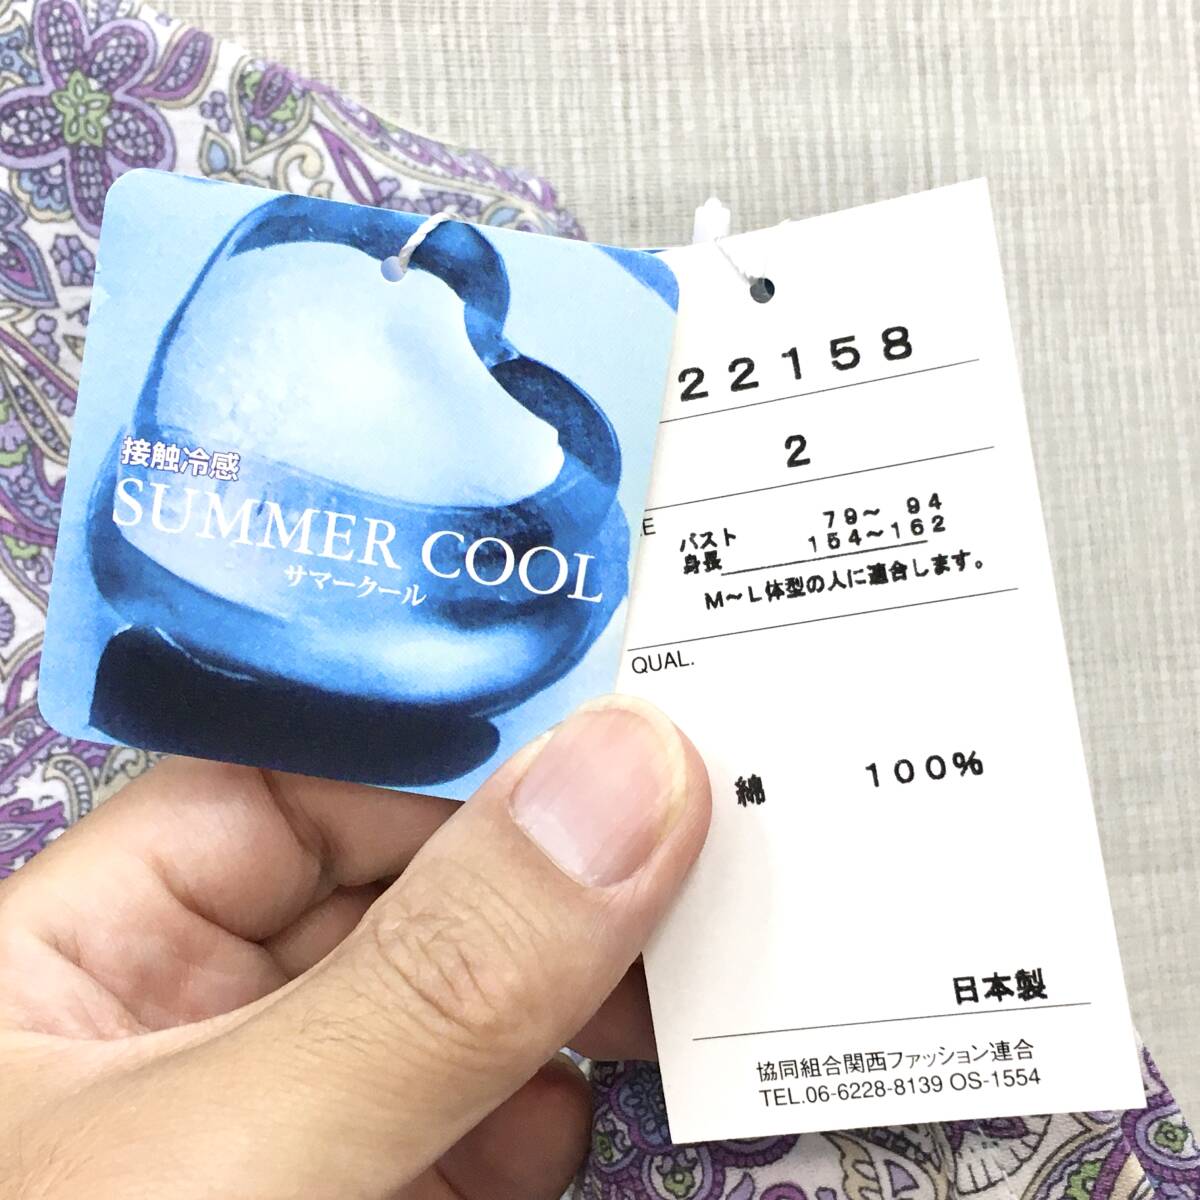 接触冷感
SUMMER COOL
サマークール
22158
2
バスト 79～ 94
身長 154～162
M～L体型の人に適合します。
QUAL.
綿 100%
日本製
協同組合関西ファッション連合
TEL.06-6228-8139 OS-1554